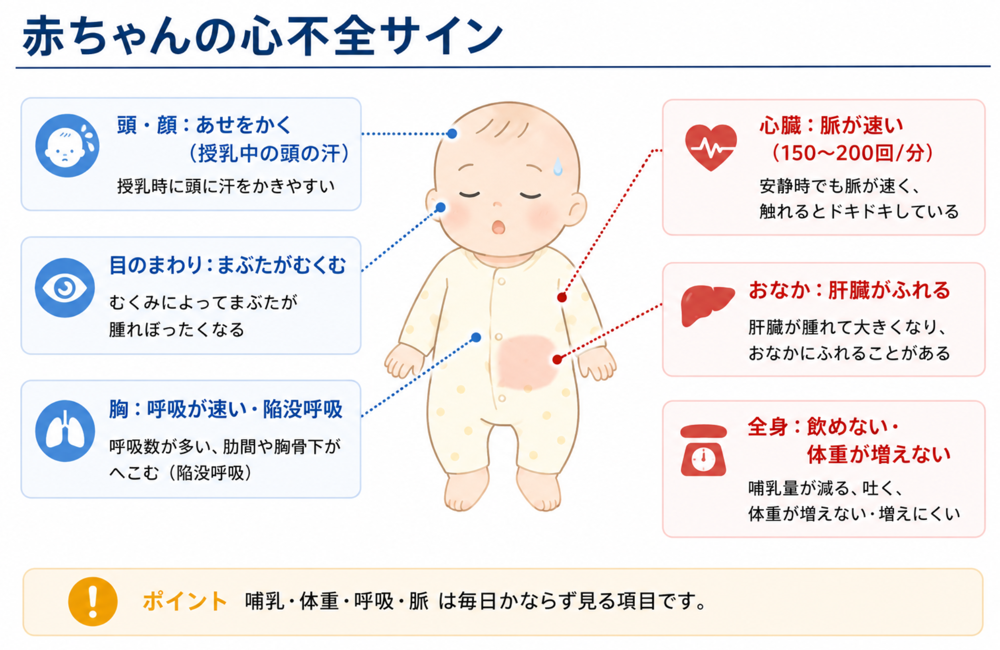 赤ちゃんの心不全サイン
頭・顔：あせをかく
（授乳中の頭の汗）
授乳時に頭に汗をかきやすい
目のまわり：まぶたがむくむ
むくみによってまぶたが
腫れぼったくなる
胸：呼吸が速い・陥没呼吸
呼吸数が多い、肋間や胸骨下が
へこむ（陥没呼吸）
心臓：脈が速い
（150～200回/分）
安静時でも脈が速く、
触れるとドキドキしている
おなか：肝臓がふれる
肝臓が腫れて大きくなり、
おなかにふれることがある
全身：飲めない・
体重が増えない
哺乳量が減る、吐く、
体重が増えない・増えにくい
ポイント 哺乳・体重・呼吸・脈 は毎日かならず見る項目です。